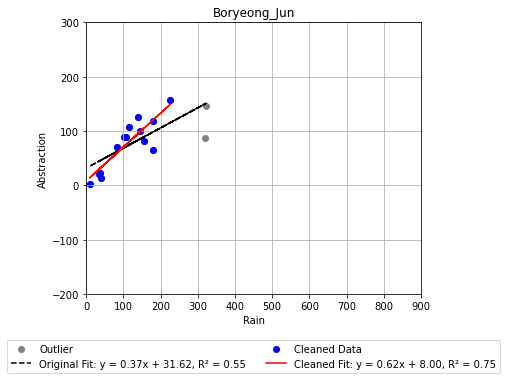 Boryeong_Jun
300
200
100
0
−100
−200
Abstraction
0 100 200 300 400 500 600 700 800 900
Rain
Outlier Cleaned Data
Original Fit: y = 0.37x + 31.62, R² = 0.55 Cleaned Fit: y = 0.62x + 8.00, R² = 0.75